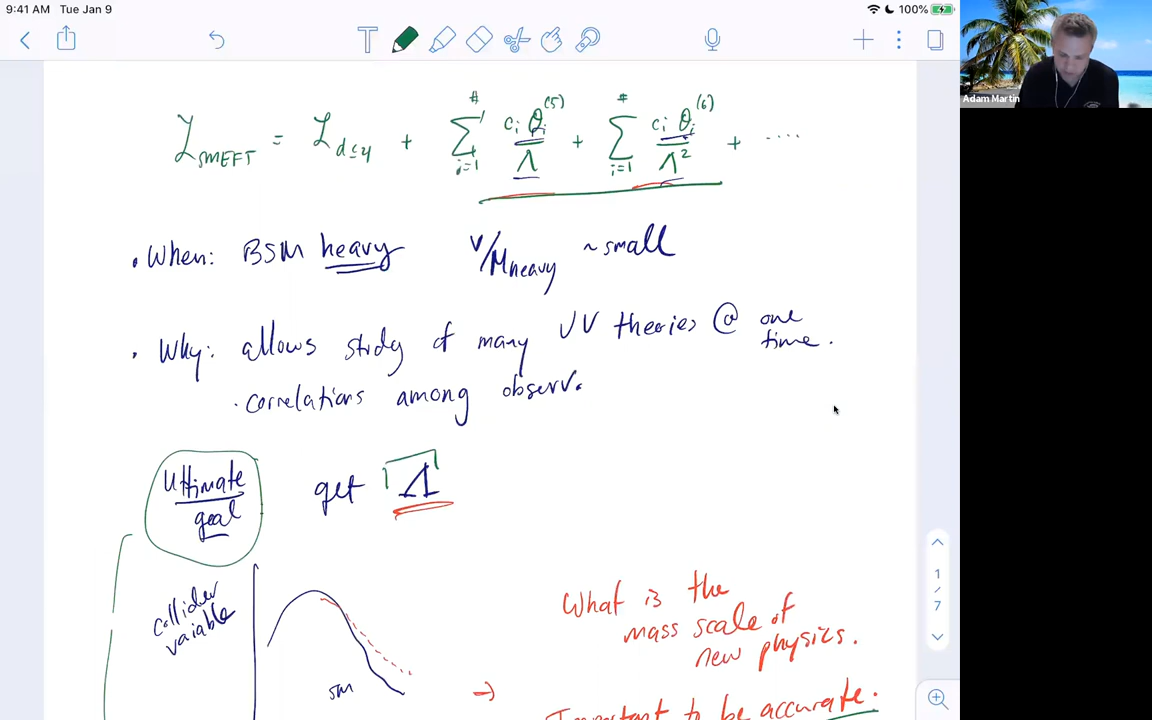 9:41 AM Tue Jan 9
100%
Adam Martin
ℒ_SMEFT = ℒ_d≤4 + Σ_{i=1}^{#} c_i θ_i^(5) / Λ + Σ_{i=1}^{#} c_i θ_i^(6) / Λ² + ....
• When: BSM heavy V/M_heavy ~ small
• Why: allows study of many UV theories @ one time.
· correlations among observ.
Ultimate goal get Λ
collider variable
SM
What is the
mass scale of
new physics.
→ Important to be accurate.
1
/
7